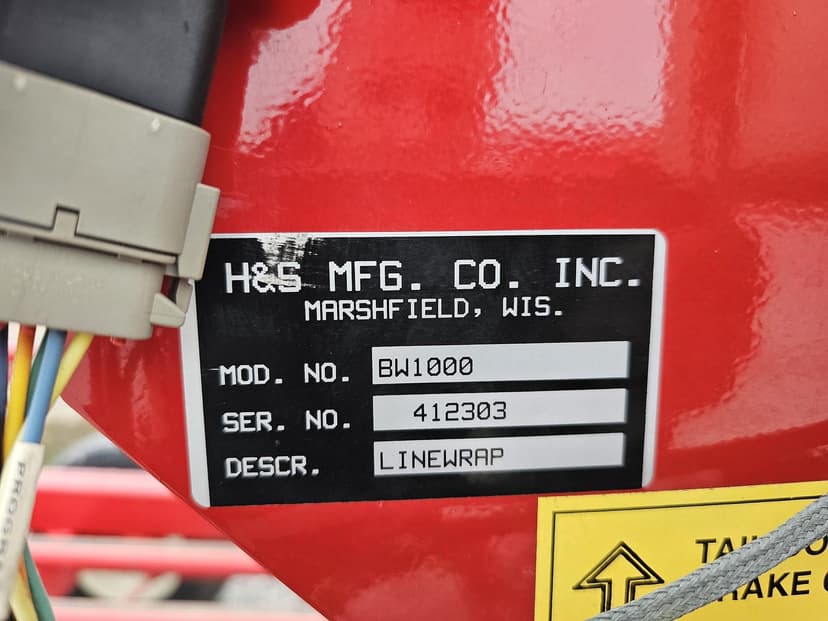 H&S MFG. CO. INC.
MARSHFIELD, WIS.
MOD. NO. BW1000
SER. NO. 412303
DESCR. LINEWRAP